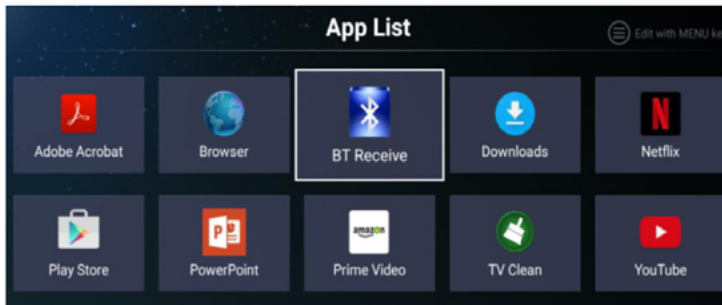 App List
Edit with MENU ke
Adobe Acrobat
Browser
BT Receive
Downloads
N
Netflix
Play Store
P
PowerPoint
amazon
Prime Video
TV Clean
YouTube